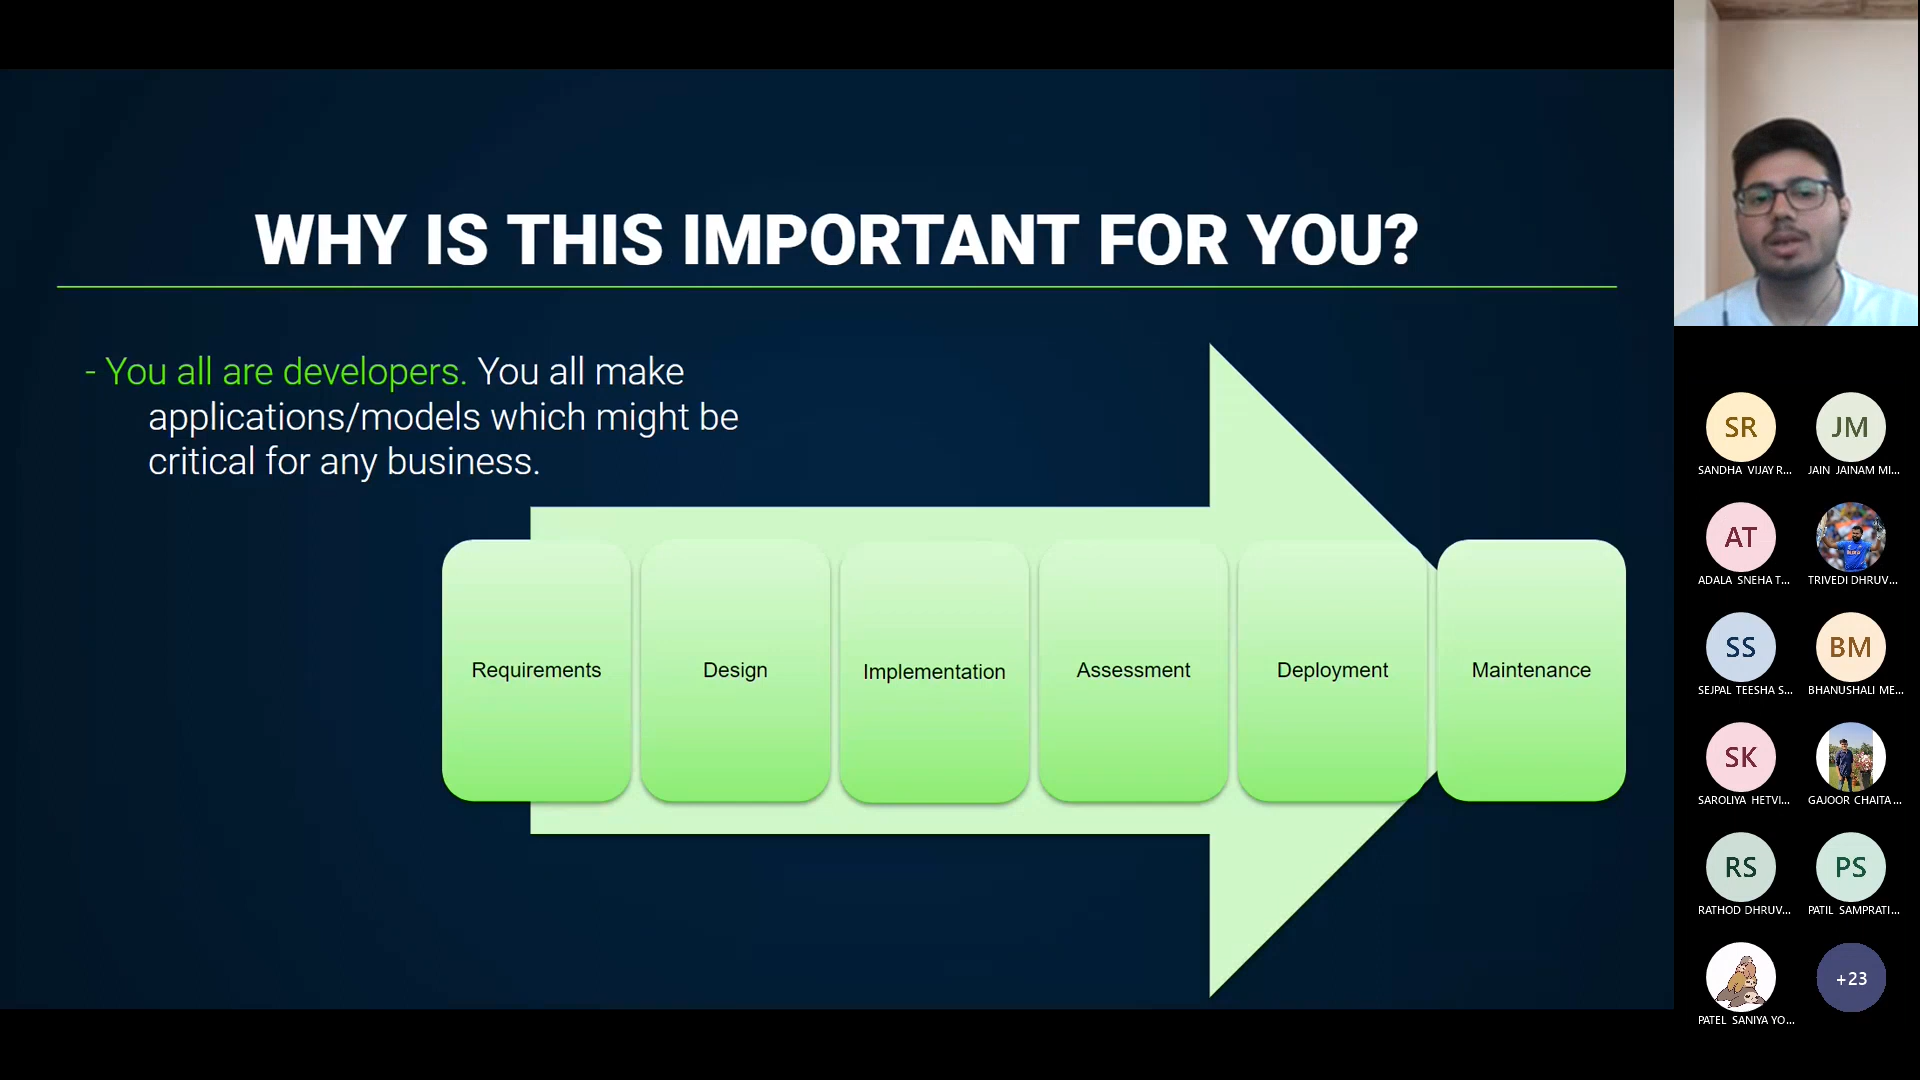 WHY IS THIS IMPORTANT FOR YOU?
- You all are developers. You all make
applications/models which might be
critical for any business.
Requirements
Design
Implementation
Assessment
Deployment
Maintenance
SR
JM
SANDHA VIJAY R...
JAIN JAINAM MI...
AT
ADALA SNEHA T...
TRIVEDI DHRUV...
SS
BM
SEJPAL TEESHA S...
BHANUSHALI ME...
SK
SAROLIYA HETVI...
GAJOOR CHAITA...
RS
PS
RATHOD DHRUV...
PATIL SAMPRATI...
+23
PATEL SANIYA YO...